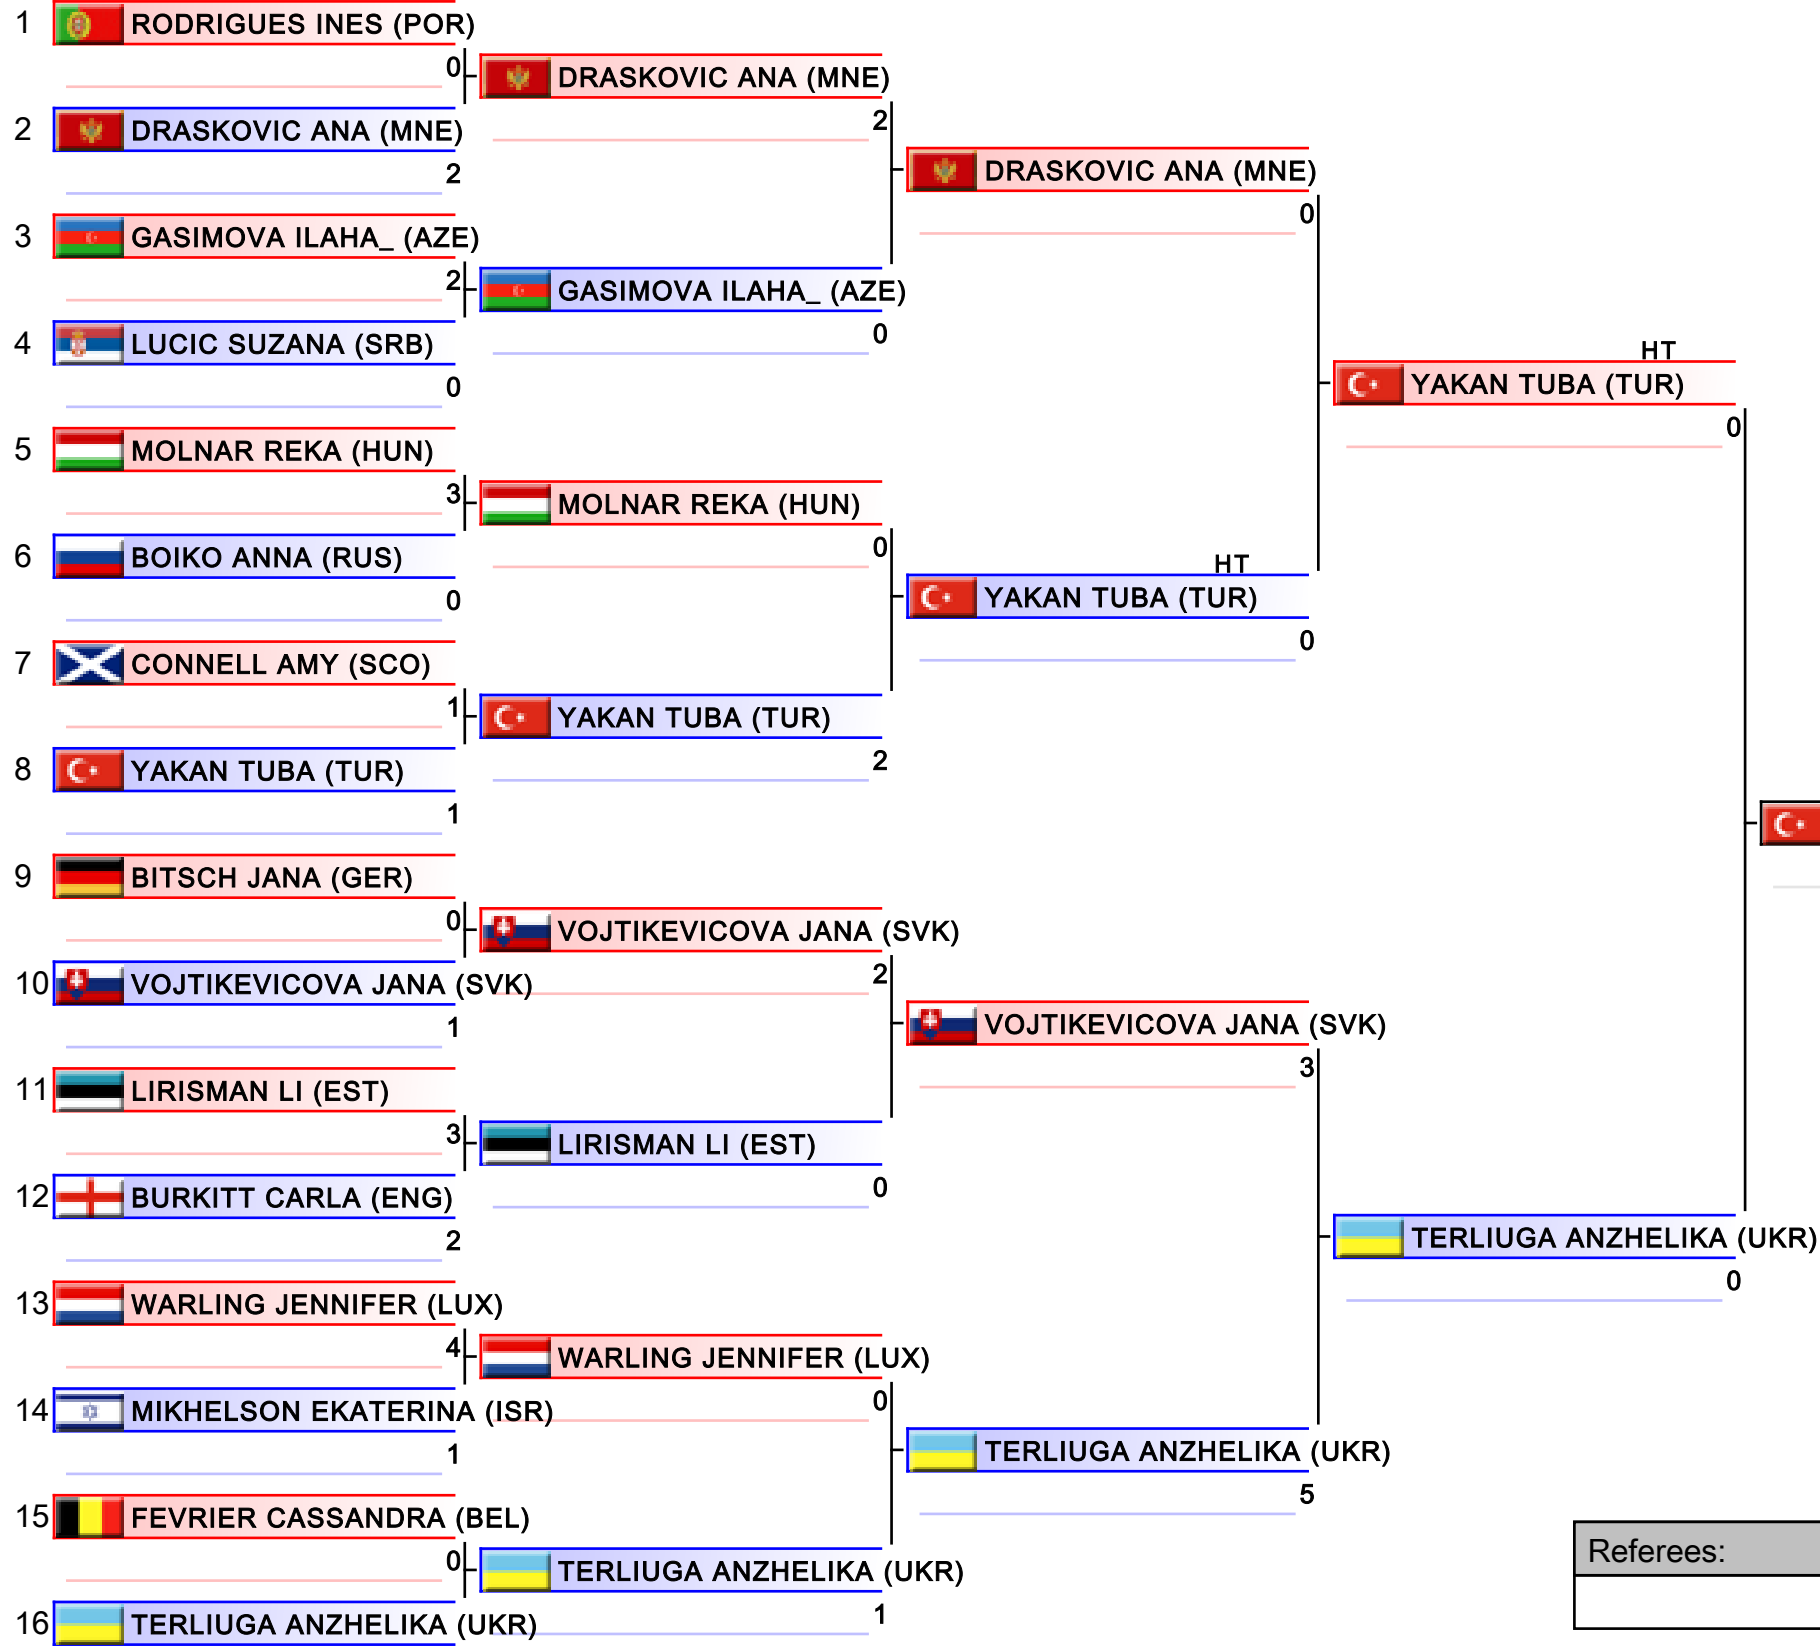 1 RODRIGUES INES (POR)
0
DRASKOVIC ANA (MNE)
2
2 DRASKOVIC ANA (MNE)
2
DRASKOVIC ANA (MNE)
0
3 GASIMOVA ILAHA_ (AZE)
2
GASIMOVA ILAHA_ (AZE)
0
4 LUCIC SUZANA (SRB)
0
HT
YAKAN TUBA (TUR)
0
5 MOLNAR REKA (HUN)
3
MOLNAR REKA (HUN)
0
6 BOIKO ANNA (RUS)
0
HT
YAKAN TUBA (TUR)
0
7 CONNELL AMY (SCO)
1
YAKAN TUBA (TUR)
2
8 YAKAN TUBA (TUR)
1
9 BITSCH JANA (GER)
0
VOJTIKEVICOVA JANA (SVK)
2
10 VOJTIKEVICOVA JANA (SVK)
1
VOJTIKEVICOVA JANA (SVK)
3
11 LIRISMAN LI (EST)
3
LIRISMAN LI (EST)
0
12 BURKITT CARLA (ENG)
2
TERLIUGA ANZHELIKA (UKR)
0
13 WARLING JENNIFER (LUX)
4
WARLING JENNIFER (LUX)
0
14 MIKHELSON EKATERINA (ISR)
1
TERLIUGA ANZHELIKA (UKR)
5
15 FEVRIER CASSANDRA (BEL)
0
TERLIUGA ANZHELIKA (UKR)
1
16 TERLIUGA ANZHELIKA (UKR)
Referees: